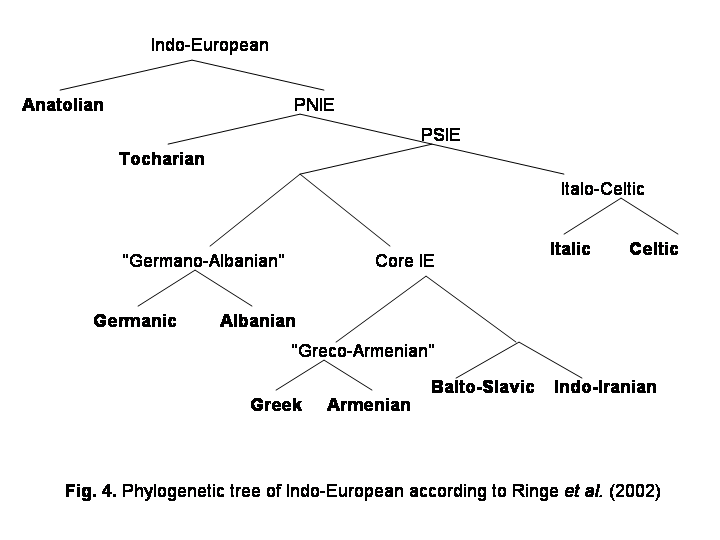 Indo-European
Anatolian
PNIE
PSIE
Tocharian
Italo-Celtic
Italic
Celtic
"Germano-Albanian"
Core IE
Germanic
Albanian
"Greco-Armenian"
Balto-Slavic
Indo-Iranian
Greek
Armenian
Fig. 4. Phylogenetic tree of Indo-European according to Ringe et al. (2002)